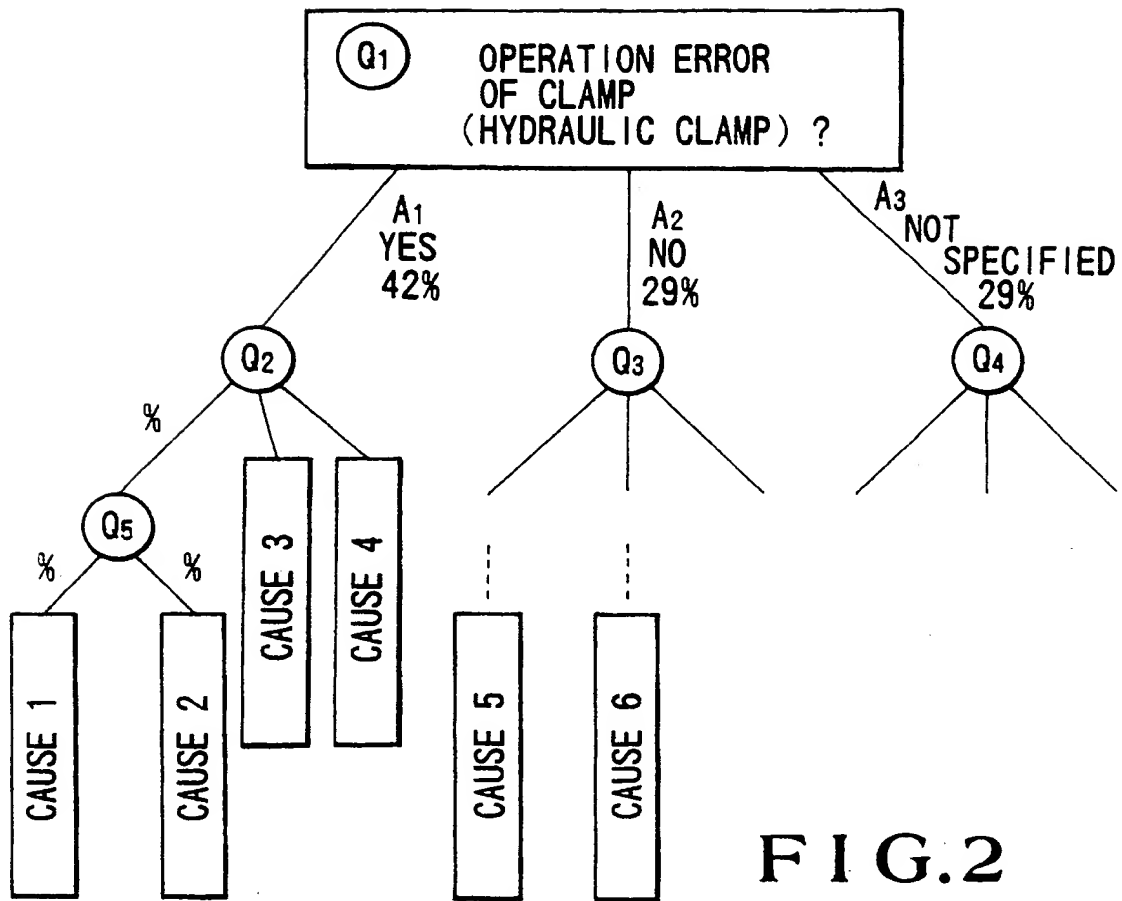 Q1
OPERATION ERROR
OF CLAMP
(HYDRAULIC CLAMP) ?
A1
YES
42%
A2
NO
29%
A3
NOT
SPECIFIED
29%
Q2
Q3
Q4
%
Q5
%
%
CAUSE 1
CAUSE 2
CAUSE 3
CAUSE 4
CAUSE 5
CAUSE 6
FIG.2